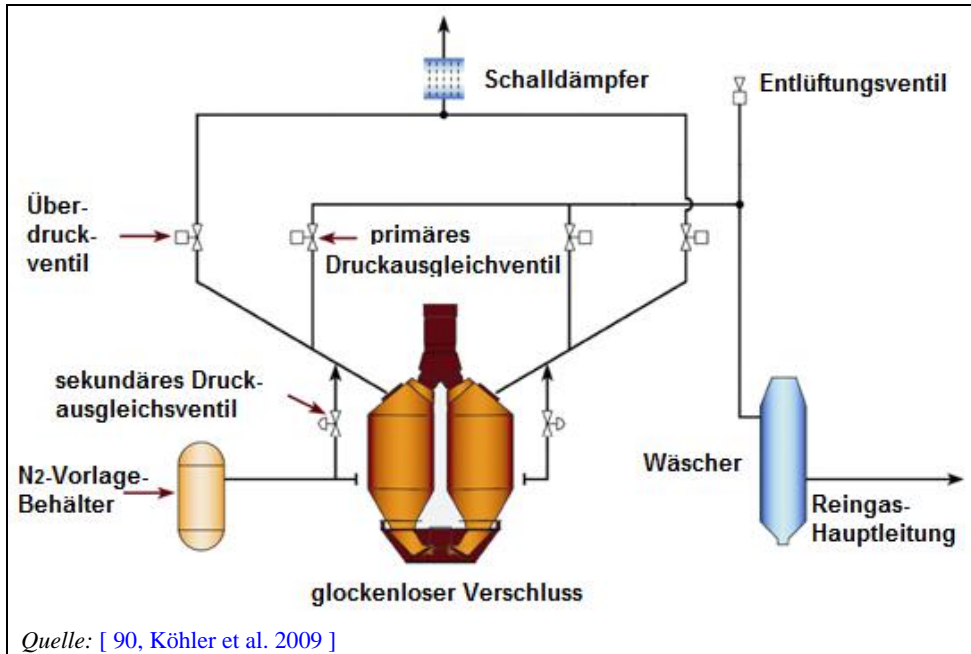 Schalldämpfer
Entlüftungsventil
Über-
druck-
ventil
primäres
Druckausgleichventil
sekundäres Druck-
ausgleichsventil
N2-Vorlage-
Behälter
Wäscher
Reingas-
Hauptleitung
glockenloser Verschluss
Quelle: [ 90, Köhler et al. 2009 ]